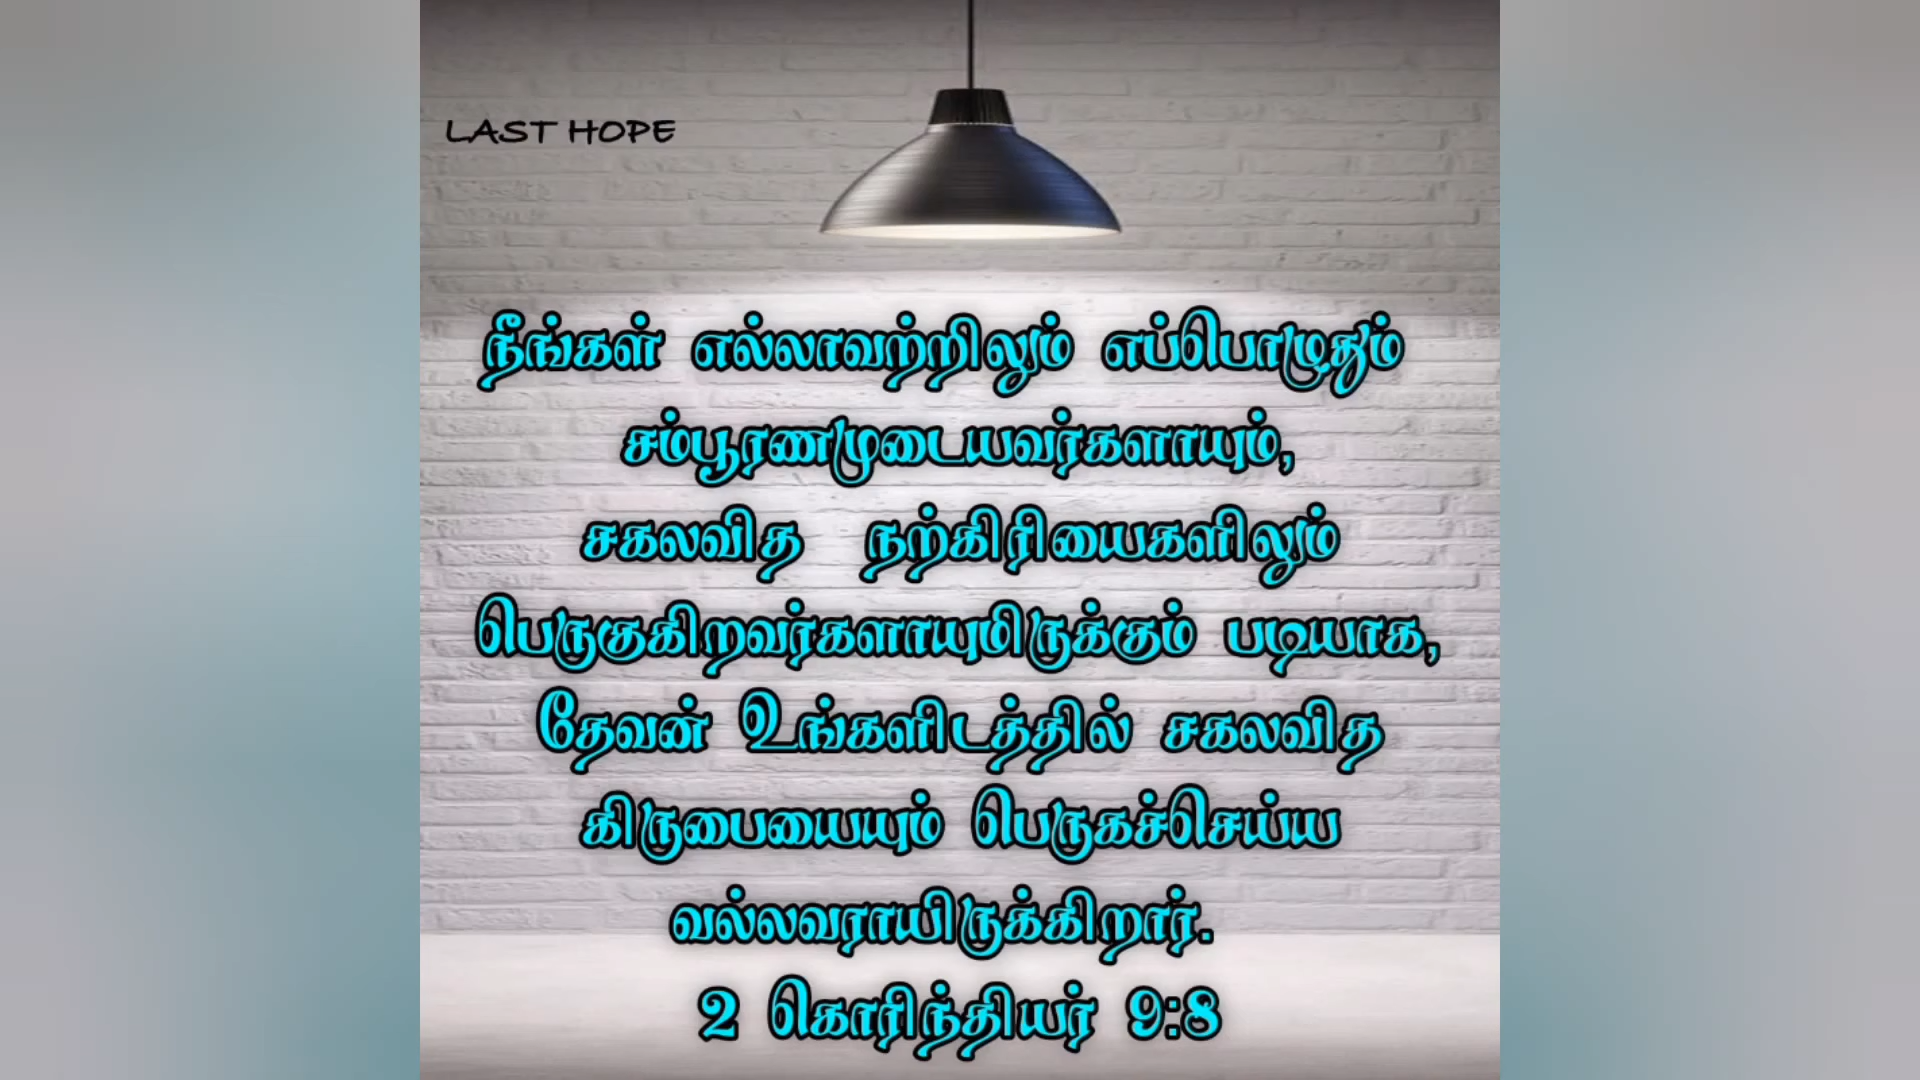 LAST HOPE
நீங்கள் எல்லாவற்றிலும் எப்பொழுதும்
சம்பூரணமுடையவர்களாயும்,
சகலவித நற்கிரியைகளிலும்
பெருகுகிறவர்களாயுமிருக்கும் படியாக,
தேவன் உங்களிடத்தில் சகலவித
கிருபையையும் பெருகச்செய்ய
வல்லவராயிருக்கிறார்.
2 கொரிந்தியர் 9:8